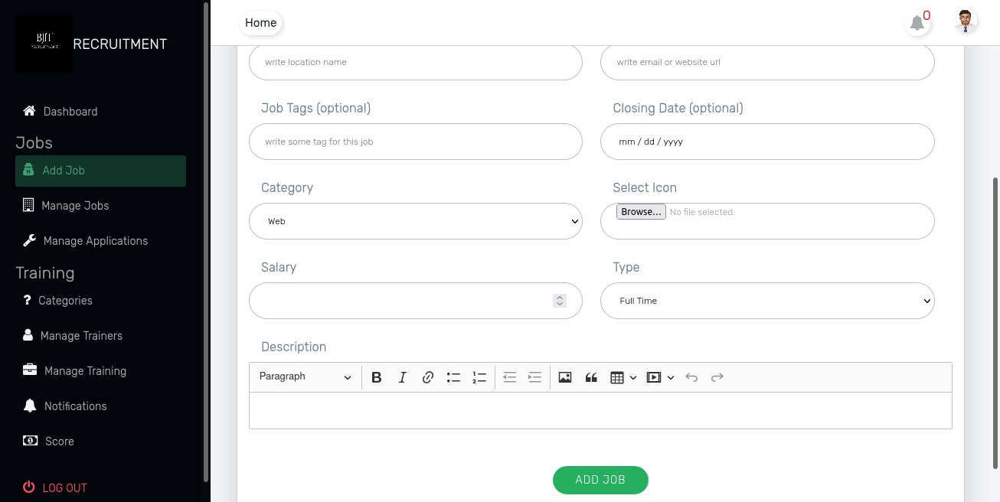 BJIT
RECRUITMENT
RECRUITMENT
Dashboard
Jobs
Add Job
Manage Jobs
Manage Applications
Training
Categories
Manage Trainers
Manage Training
Notifications
Score
LOG OUT
Home
0
write location name
write email or website url
Job Tags (optional)
Closing Date (optional)
write some tag for this job
mm / dd / yyyy
Category
Select Icon
Web
Browse... No file selected.
Salary
Type
Full Time
Description
Paragraph
ADD JOB